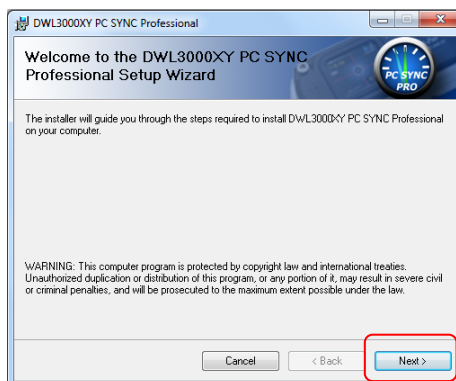 DWL3000XY PC SYNC Professional
Welcome to the DWL3000XY PC SYNC
Professional Setup Wizard
PC SYNC
PRO
The installer will guide you through the steps required to install DWL3000XY PC SYNC Professional
on your computer.
WARNING: This computer program is protected by copyright law and international treaties.
Unauthorized duplication or distribution of this program, or any portion of it, may result in severe civil
or criminal penalties, and will be prosecuted to the maximum extent possible under the law.
Cancel
< Back
Next >